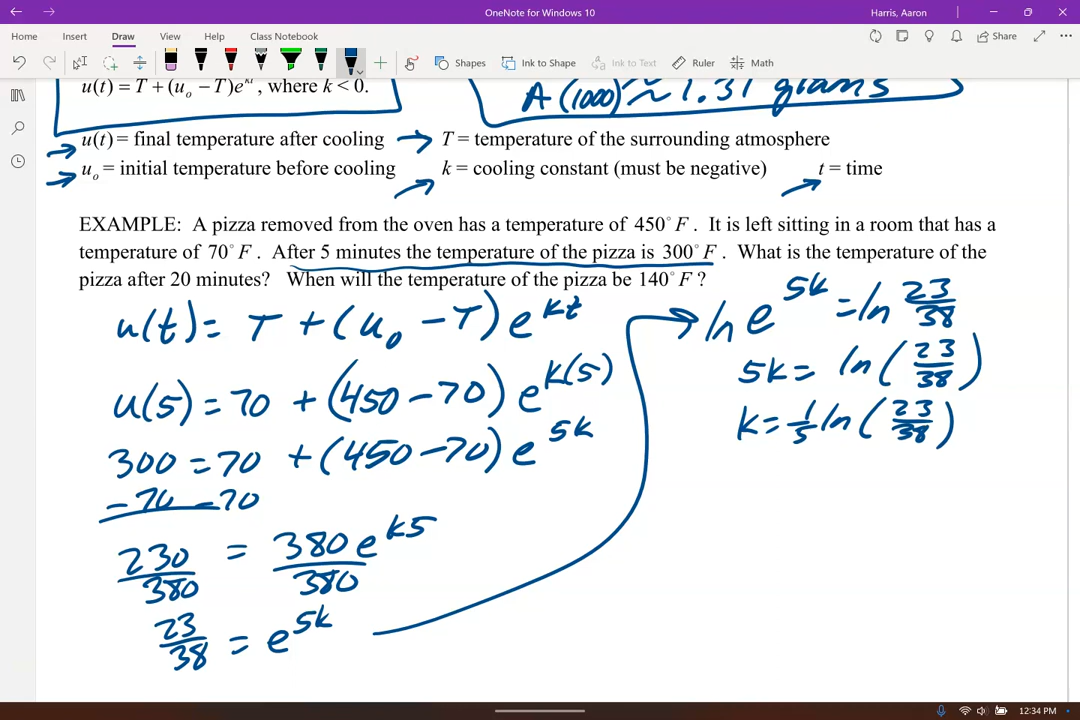 OneNote for Windows 10
Harris, Aaron
Home Insert Draw View Help Class Notebook
Share
Shapes Ink to Shape Ink to Text Ruler Math
u(t) = T + (u₀ − T)e^{kt}, where k < 0.
A(1000) ≈ 1.31 grams
u(t) = final temperature after cooling → T = temperature of the surrounding atmosphere
u₀ = initial temperature before cooling k = cooling constant (must be negative) t = time
EXAMPLE: A pizza removed from the oven has a temperature of 450° F. It is left sitting in a room that has a
temperature of 70° F. After 5 minutes the temperature of the pizza is 300° F. What is the temperature of the
pizza after 20 minutes? When will the temperature of the pizza be 140° F?
u(t) = T + (u₀ − T) e^{kt}
u(5) = 70 + (450 − 70) e^{k(5)}
300 = 70 + (450 − 70) e^{5k}
−70 −70
230/380 = 380e^{k5}/380
23/38 = e^{5k}
ln e^{5k} = ln 23/38
5k = ln(23/38)
k = 1/5 ln(23/38)
12:34 PM